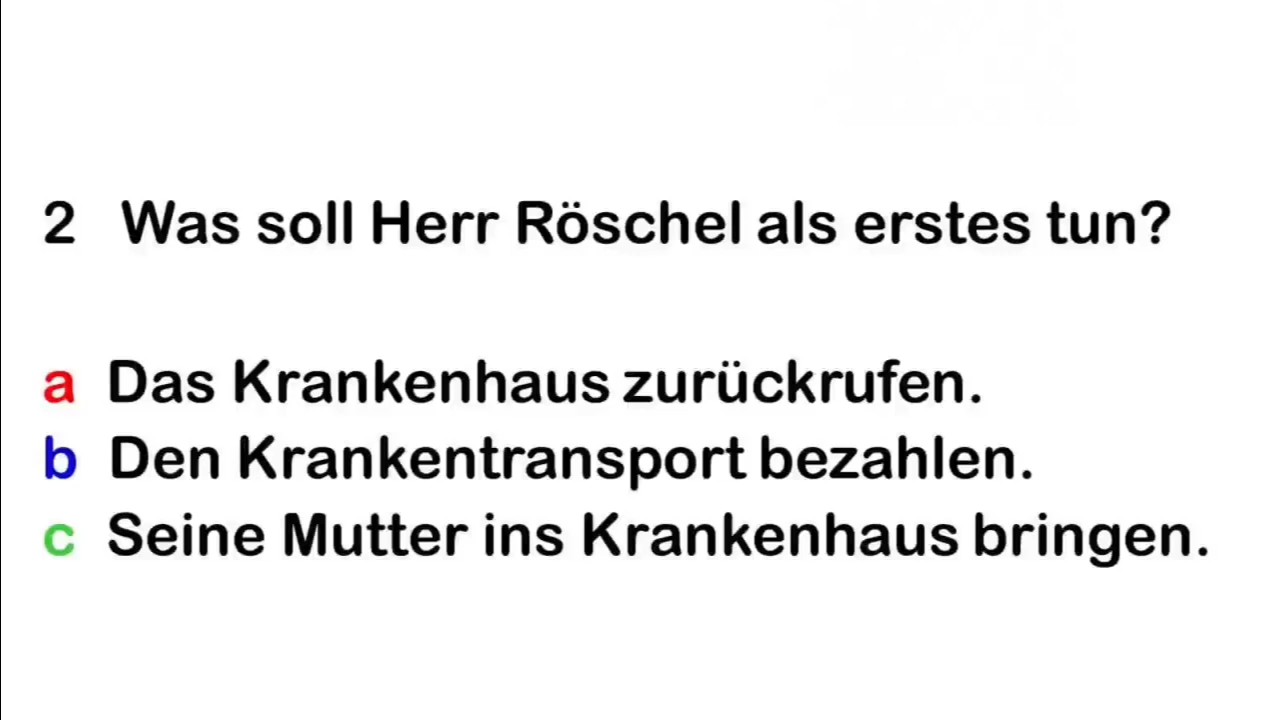 2 Was soll Herr Röschel als erstes tun?
a Das Krankenhaus zurückrufen.
b Den Krankentransport bezahlen.
c Seine Mutter ins Krankenhaus bringen.